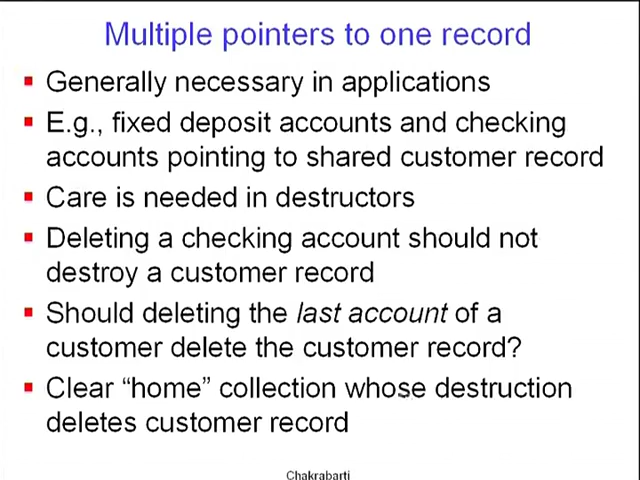 Multiple pointers to one record
Generally necessary in applications
E.g., fixed deposit accounts and checking
accounts pointing to shared customer record
Care is needed in destructors
Deleting a checking account should not
destroy a customer record
Should deleting the last account of a
customer delete the customer record?
Clear “home” collection whose destruction
deletes customer record
Chakrabarti